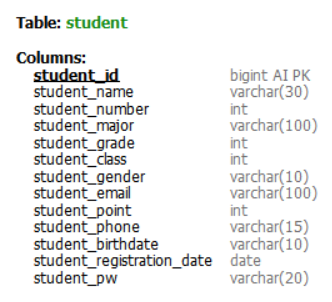 Table: student
Columns:
student_id bigint AI PK
student_name varchar(30)
student_number int
student_major varchar(100)
student_grade int
student_class int
student_gender varchar(10)
student_email varchar(100)
student_point int
student_phone varchar(15)
student_birthdate varchar(10)
student_registration_date date
student_pw varchar(20)